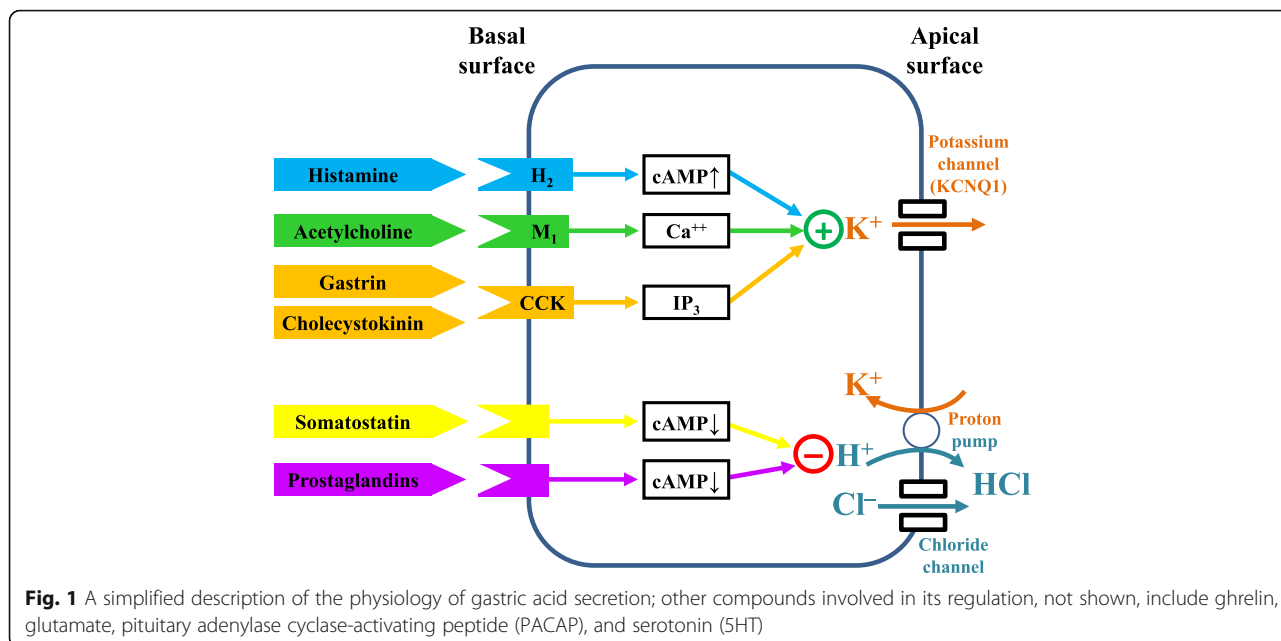 Basal
surface
Apical
surface
Potassium
channel
(KCNQ1)
Histamine
H₂
cAMP↑
Acetylcholine
M₁
Ca⁺⁺
+
K⁺
Gastrin
Cholecystokinin
CCK
IP₃
K⁺
Proton
pump
Somatostatin
cAMP↓
−
H⁺
Prostaglandins
cAMP↓
HCl
Cl⁻
Chloride
channel
Fig. 1 A simplified description of the physiology of gastric acid secretion; other compounds involved in its regulation, not shown, include ghrelin,
glutamate, pituitary adenylase cyclase-activating peptide (PACAP), and serotonin (5HT)